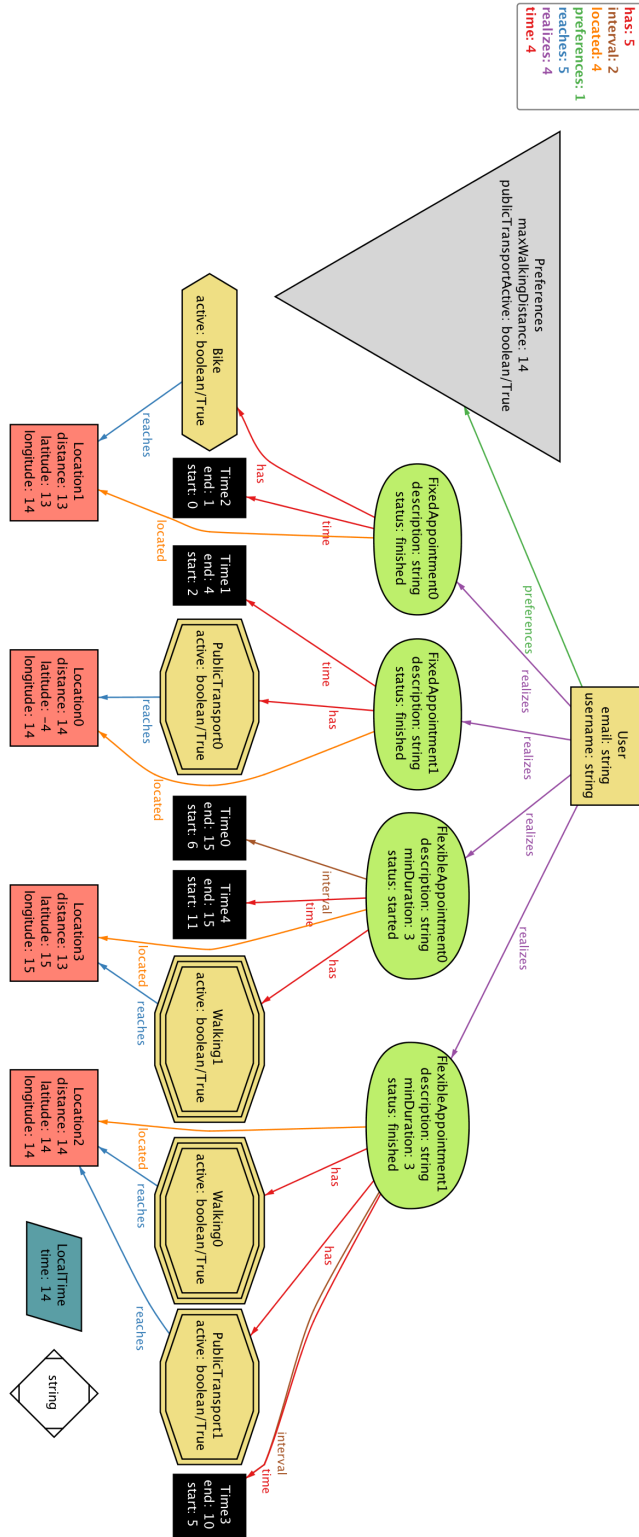 has: 5
interval: 2
located: 4
preferences: 1
reaches: 5
realizes: 4
time: 4
User
email: string
username: string
preferences
realizes
realizes
realizes
realizes
Preferences
maxWalkingDistance: 14
publicTransportActive: boolean/True
FixedAppointment0
description: string
status: finished
FixedAppointment1
description: string
status: finished
FlexibleAppointment0
description: string
minDuration: 3
status: started
FlexibleAppointment1
description: string
minDuration: 3
status: finished
has
time
located
time
has
located
interval
time
located
has
located
has
has
interval
time
Bike
active: boolean/True
Time2
end: 1
start: 0
Time1
end: 4
start: 2
PublicTransport0
active: boolean/True
Time0
end: 15
start: 6
Time4
end: 15
start: 11
Walking1
active: boolean/True
Walking0
active: boolean/True
PublicTransport1
active: boolean/True
Time3
end: 10
start: 5
reaches
reaches
reaches
reaches
reaches
Location1
distance: 13
latitude: 13
longitude: 14
Location0
distance: 14
latitude: -4
longitude: 14
Location3
distance: 13
latitude: 15
longitude: 15
Location2
distance: 14
latitude: 14
longitude: 14
LocalTime
time: 14
string